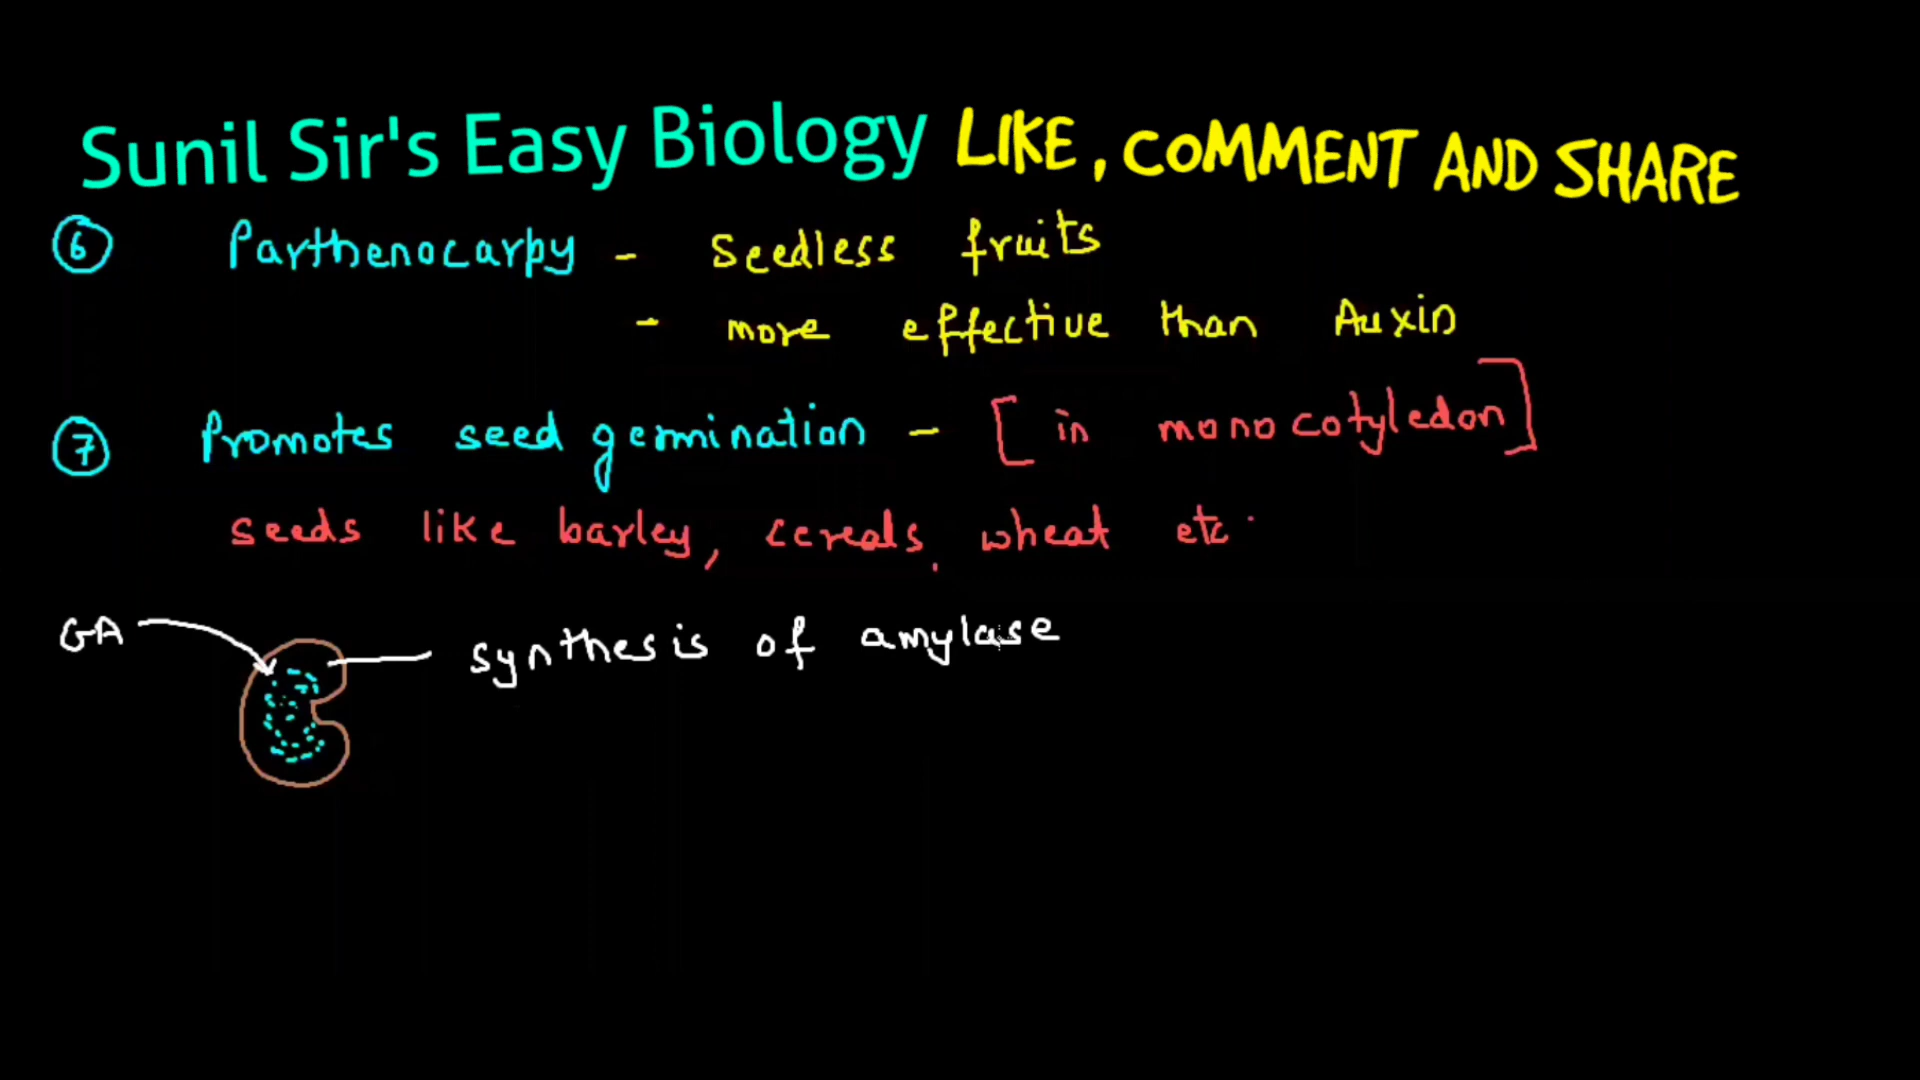 Sunil Sir's Easy Biology LIKE, COMMENT AND SHARE
6 Parthenocarpy - Seedless fruits
- more effective than Auxin
7 Promotes seed germination - [in monocotyledon]
seeds like barley, cereals, wheat etc.
GA
synthesis of amylase